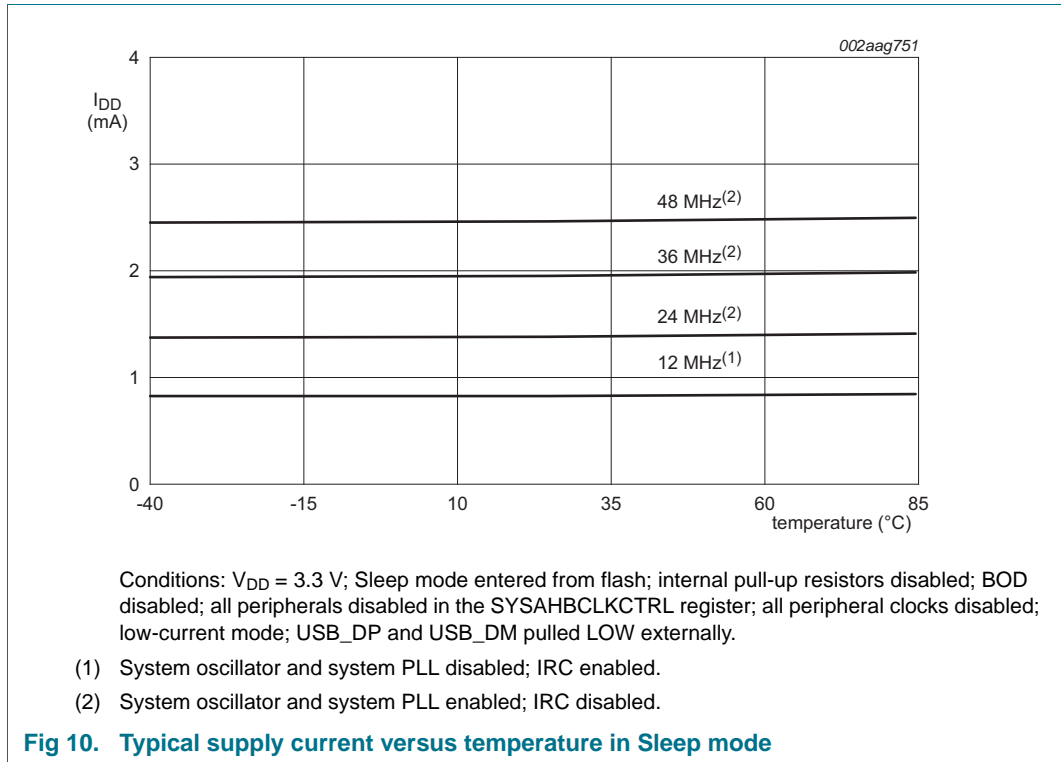 002aag751
4
I_DD
(mA)
3
48 MHz(2)
36 MHz(2)
2
24 MHz(2)
12 MHz(1)
1
0
-40 -15 10 35 60 85
temperature (°C)
Conditions: V_DD = 3.3 V; Sleep mode entered from flash; internal pull-up resistors disabled; BOD
disabled; all peripherals disabled in the SYSAHBCLKCTRL register; all peripheral clocks disabled;
low-current mode; USB_DP and USB_DM pulled LOW externally.
(1) System oscillator and system PLL disabled; IRC enabled.
(2) System oscillator and system PLL enabled; IRC disabled.
Fig 10. Typical supply current versus temperature in Sleep mode